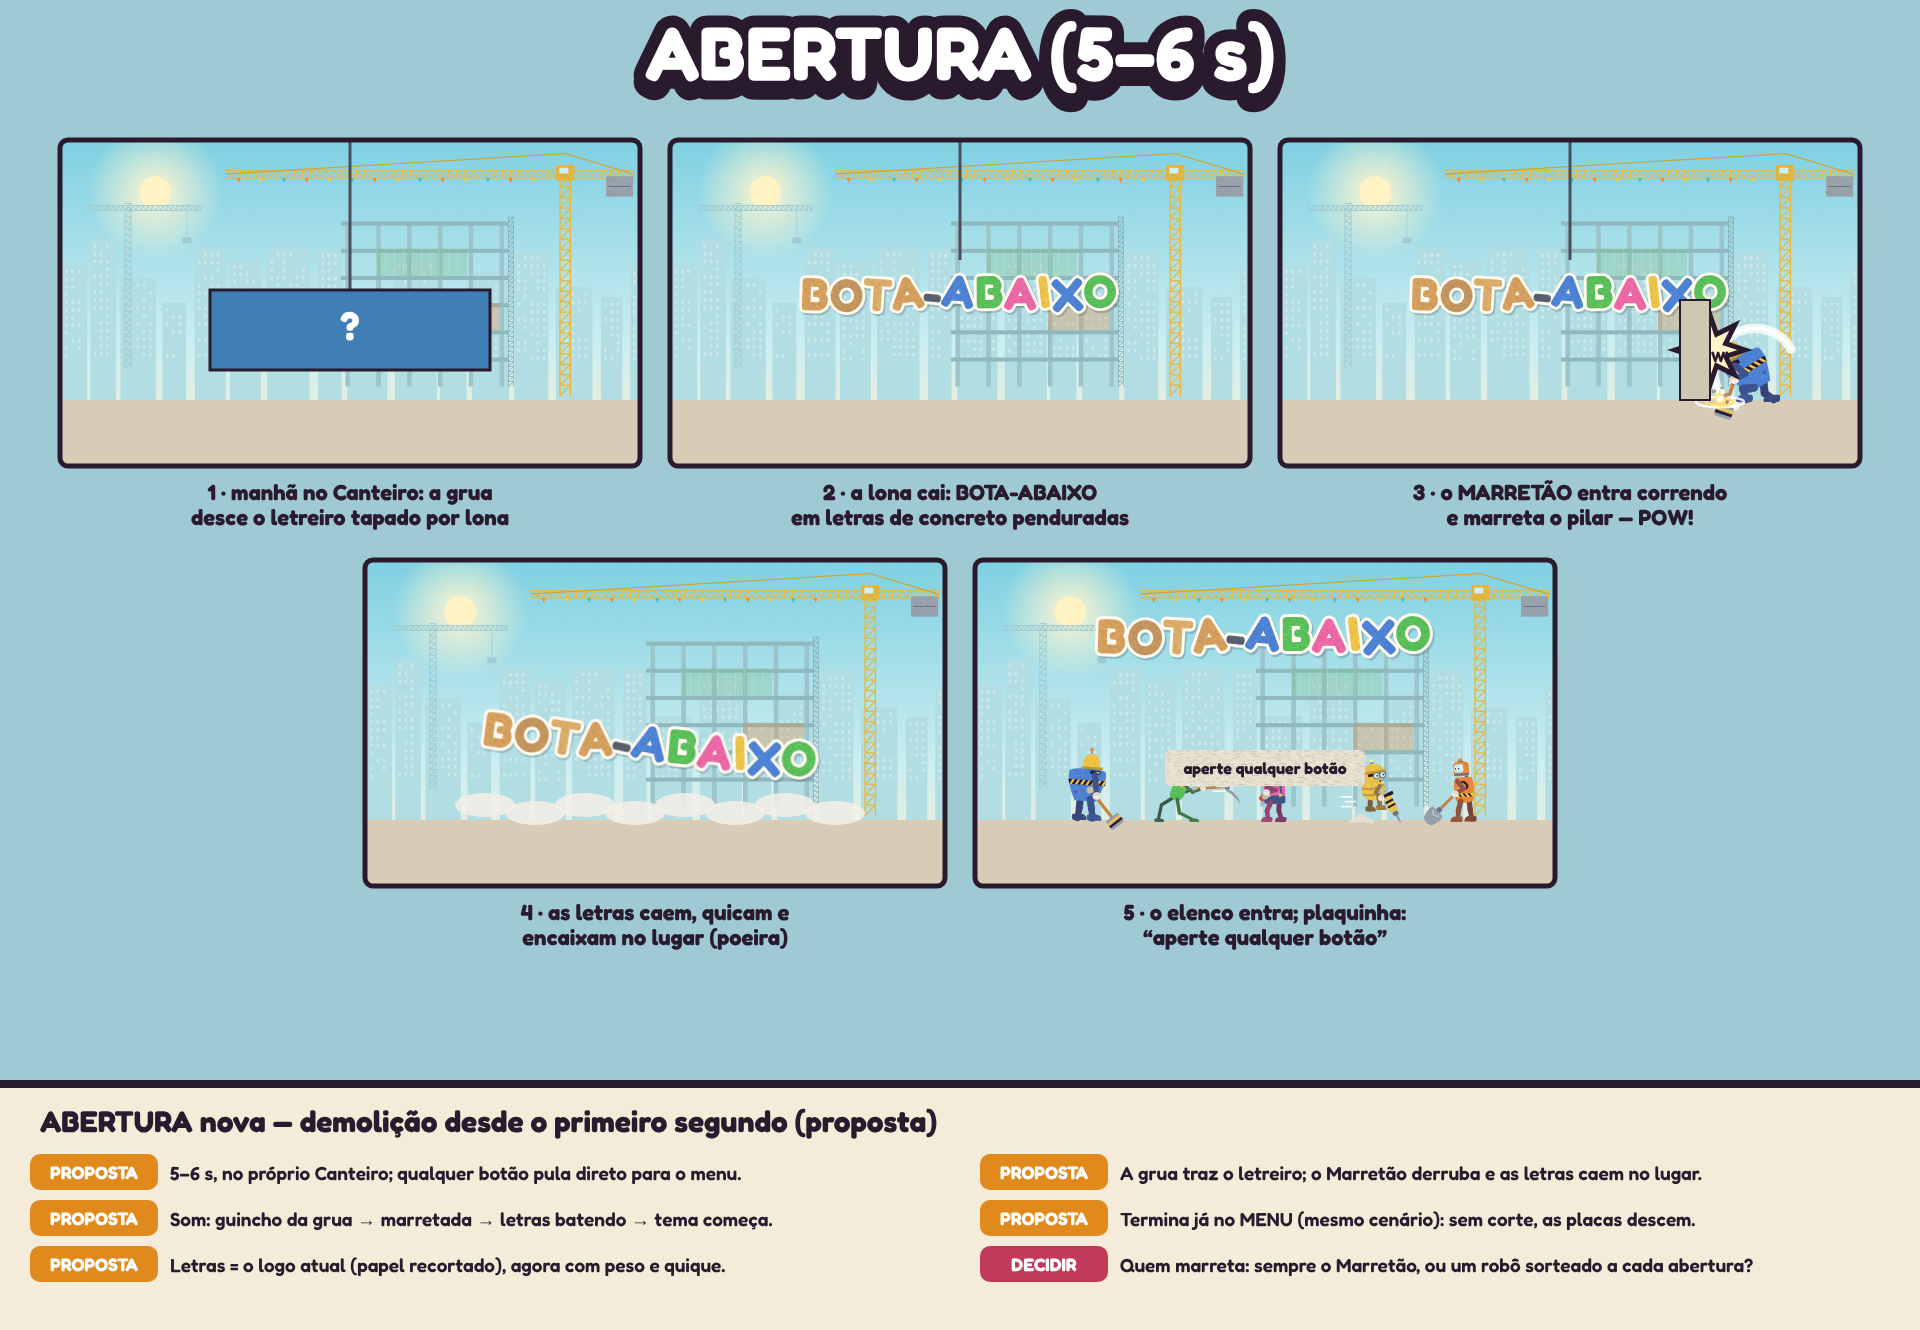 ABERTURA (5–6 s)
?
BOTA-ABAIXO
BOTA-ABAIXO
1 · manhã no Canteiro: a grua
desce o letreiro tapado por lona
2 · a lona cai: BOTA-ABAIXO
em letras de concreto penduradas
3 · o MARRETÃO entra correndo
e marreta o pilar — POW!
BOTA-ABAIXO
BOTA-ABAIXO
aperte qualquer botão
4 · as letras caem, quicam e
encaixam no lugar (poeira)
5 · o elenco entra; plaquinha:
“aperte qualquer botão”
ABERTURA nova — demolição desde o primeiro segundo (proposta)
PROPOSTA 5–6 s, no próprio Canteiro; qualquer botão pula direto para o menu.
PROPOSTA Som: guincho da grua → marretada → letras batendo → tema começa.
PROPOSTA Letras = o logo atual (papel recortado), agora com peso e quique.
PROPOSTA A grua traz o letreiro; o Marretão derruba e as letras caem no lugar.
PROPOSTA Termina já no MENU (mesmo cenário): sem corte, as placas descem.
DECIDIR Quem marreta: sempre o Marretão, ou um robô sorteado a cada abertura?